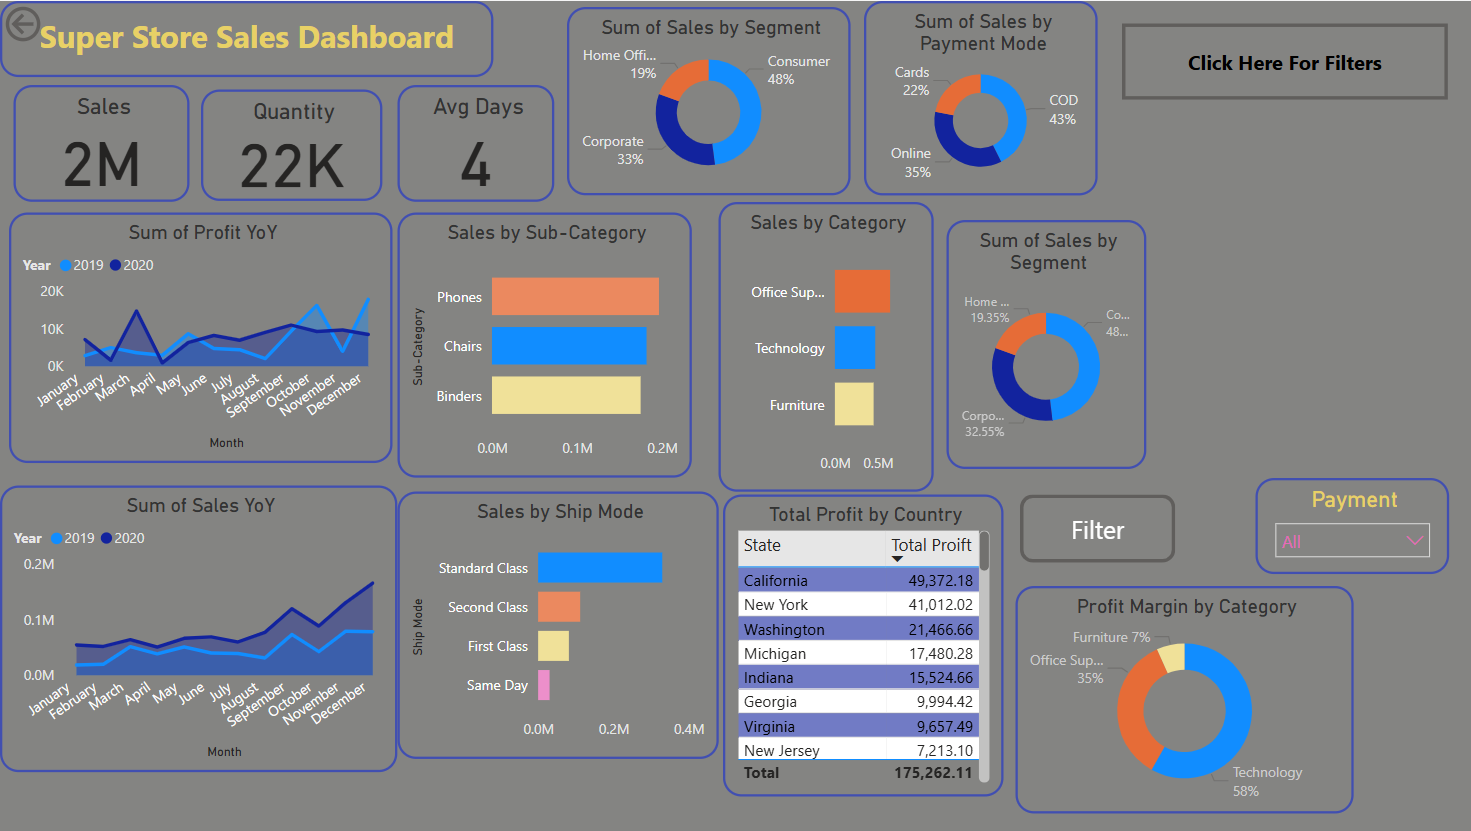 Super Store Sales Dashboard
Sales
2M
Quantity
22K
Avg Days
4
Sum of Sales by Segment
Home Offi...
19%
Consumer
48%
Corporate
33%
Sum of Sales by
Payment Mode
Cards
22%
COD
43%
Online
35%
Click Here For Filters
Sum of Profit YoY
Year 2019 2020
20K
10K
0K
January
February
March
April
May
June
July
August
September
October
November
December
Month
Sales by Sub-Category
Sub-Category
Phones
Chairs
Binders
0.0M 0.1M 0.2M
Sales by Category
Office Sup...
Technology
Furniture
0.0M 0.5M
Sum of Sales by
Segment
Home ...
19.35%
Co...
48...
Corpo...
32.55%
Sum of Sales YoY
Year 2019 2020
0.2M
0.1M
0.0M
January
February
March
April
May
June
July
August
September
October
November
December
Month
Sales by Ship Mode
Ship Mode
Standard Class
Second Class
First Class
Same Day
0.0M 0.2M 0.4M
Total Profit by Country
State Total Proift
California 49,372.18
New York 41,012.02
Washington 21,466.66
Michigan 17,480.28
Indiana 15,524.66
Georgia 9,994.42
Virginia 9,657.49
New Jersey 7,213.10
Total 175,262.11
Filter
Payment
All
Profit Margin by Category
Furniture 7%
Office Sup...
35%
Technology
58%